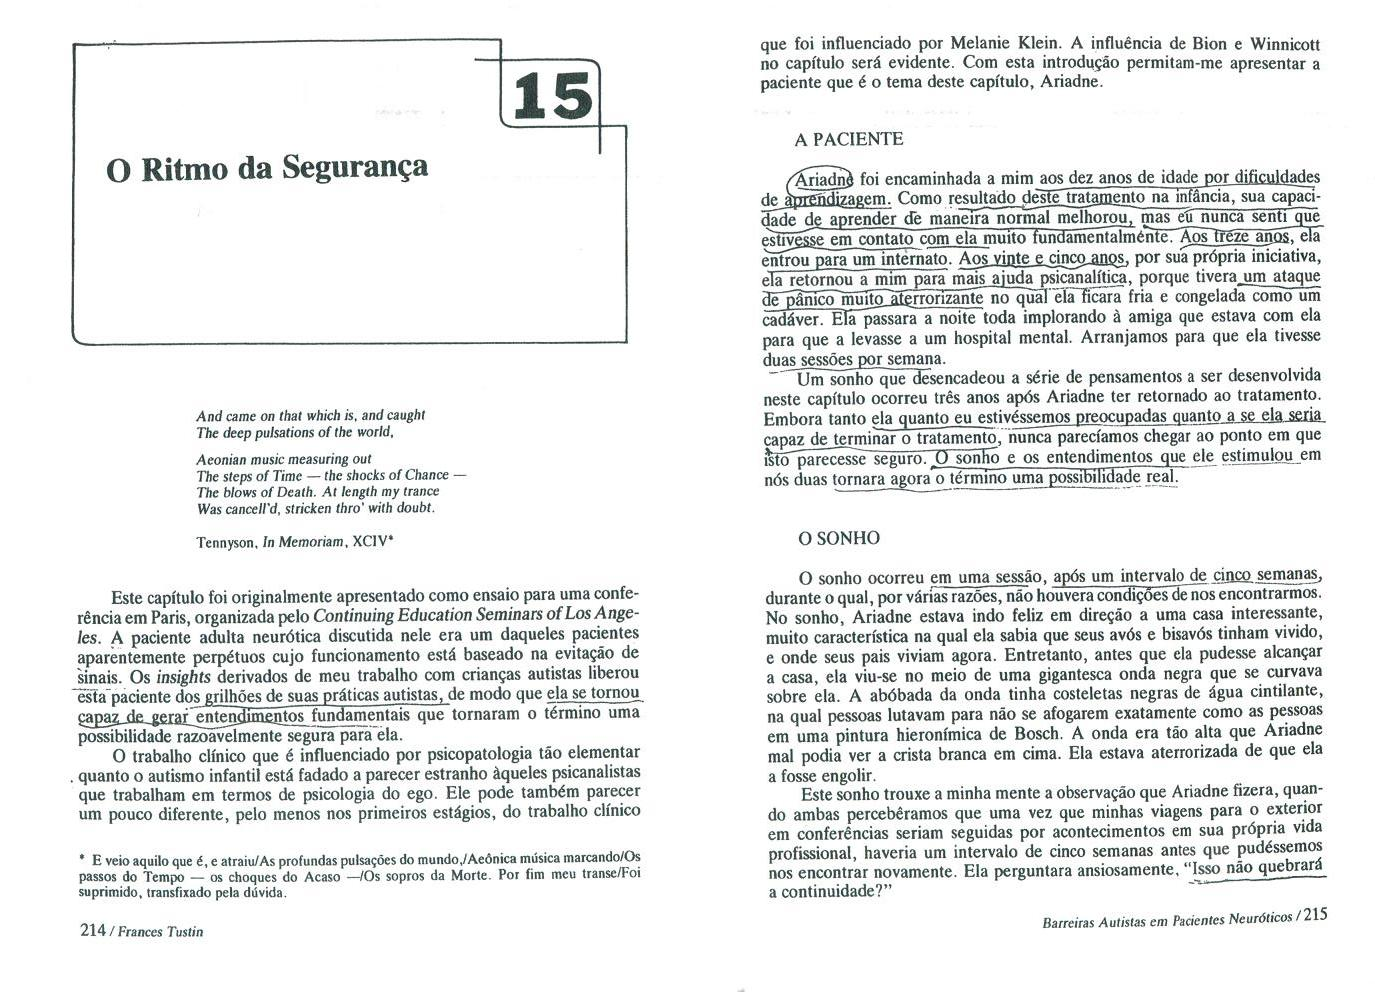 15
O Ritmo da Segurança
And came on that which is, and caught
The deep pulsations of the world,
Aeonian music measuring out
The steps of Time — the shocks of Chance —
The blows of Death. At length my trance
Was cancell'd, stricken thro' with doubt.
Tennyson, In Memoriam, XCIV*
Este capítulo foi originalmente apresentado como ensaio para uma confe-
rência em Paris, organizada pelo Continuing Education Seminars of Los Ange-
les. A paciente adulta neurótica discutida nele era um daqueles pacientes
aparentemente perpétuos cujo funcionamento está baseado na evitação de
sinais. Os insights derivados de meu trabalho com crianças autistas liberou
esta paciente dos grilhões de suas práticas autistas, de modo que ela se tornou
capaz de gerar entendimentos fundamentais que tornaram o término uma
possibilidade razoavelmente segura para ela.
O trabalho clínico que é influenciado por psicopatologia tão elementar
quanto o autismo infantil está fadado a parecer estranho àqueles psicanalistas
que trabalham em termos de psicologia do ego. Ele pode também parecer
um pouco diferente, pelo menos nos primeiros estágios, do trabalho clínico
* E veio aquilo que é, e atraiu/As profundas pulsações do mundo,/Aeônica música marcando/Os
passos do Tempo — os choques do Acaso —/Os sopros da Morte. Por fim meu transe/Foi
suprimido, transfixado pela dúvida.
214 / Frances Tustin
que foi influenciado por Melanie Klein. A influência de Bion e Winnicott
no capítulo será evidente. Com esta introdução permitam-me apresentar a
paciente que é o tema deste capítulo, Ariadne.
A PACIENTE
Ariadne foi encaminhada a mim aos dez anos de idade por dificuldades
de aprendizagem. Como resultado deste tratamento na infância, sua capaci-
dade de aprender de maneira normal melhorou, mas eu nunca senti que
estivesse em contato com ela muito fundamentalmente. Aos treze anos, ela
entrou para um internato. Aos vinte e cinco anos, por sua própria iniciativa,
ela retornou a mim para mais ajuda psicanalítica, porque tivera um ataque
de pânico muito aterrorizante no qual ela ficara fria e congelada como um
cadáver. Ela passara a noite toda implorando à amiga que estava com ela
para que a levasse a um hospital mental. Arranjamos para que ela tivesse
duas sessões por semana.
Um sonho que desencadeou a série de pensamentos a ser desenvolvida
neste capítulo ocorreu três anos após Ariadne ter retornado ao tratamento.
Embora tanto ela quanto eu estivéssemos preocupadas quanto a se ela seria
capaz de terminar o tratamento, nunca parecíamos chegar ao ponto em que
isto parecesse seguro. O sonho e os entendimentos que ele estimulou em
nós duas tornara agora o término uma possibilidade real.
O SONHO
O sonho ocorreu em uma sessão, após um intervalo de cinco semanas,
durante o qual, por várias razões, não houvera condições de nos encontrarmos.
No sonho, Ariadne estava indo feliz em direção a uma casa interessante,
muito característica na qual ela sabia que seus avós e bisavós tinham vivido,
e onde seus pais viviam agora. Entretanto, antes que ela pudesse alcançar
a casa, ela viu-se no meio de uma gigantesca onda negra que se curvava
sobre ela. A abóbada da onda tinha costeletas negras de água cintilante,
na qual pessoas lutavam para não se afogarem exatamente como as pessoas
em uma pintura hieronímica de Bosch. A onda era tão alta que Ariadne
mal podia ver a crista branca em cima. Ela estava aterrorizada de que ela
a fosse engolir.
Este sonho trouxe a minha mente a observação que Ariadne fizera, quan-
do ambas percebêramos que uma vez que minhas viagens para o exterior
em conferências seriam seguidas por acontecimentos em sua própria vida
profissional, haveria um intervalo de cinco semanas antes que pudéssemos
nos encontrar novamente. Ela perguntara ansiosamente, “Isso não quebrará
a continuidade?”
Barreiras Autistas em Pacientes Neuróticos / 215